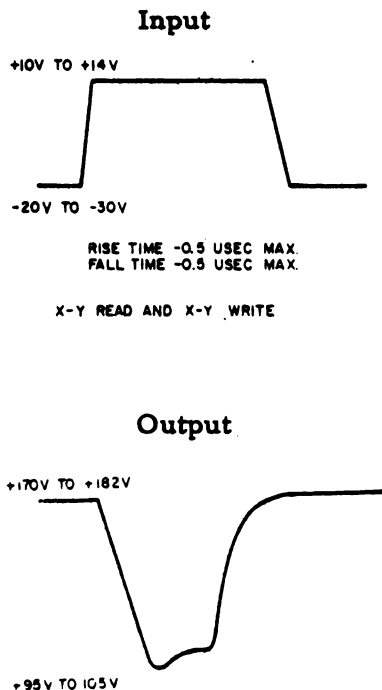 Input
+10V TO +14V
-20V TO -30V
RISE TIME -0.5 USEC MAX.
FALL TIME -0.5 USEC MAX.
X-Y READ AND X-Y WRITE
Output
+170V TO +182V
+95V TO 105V